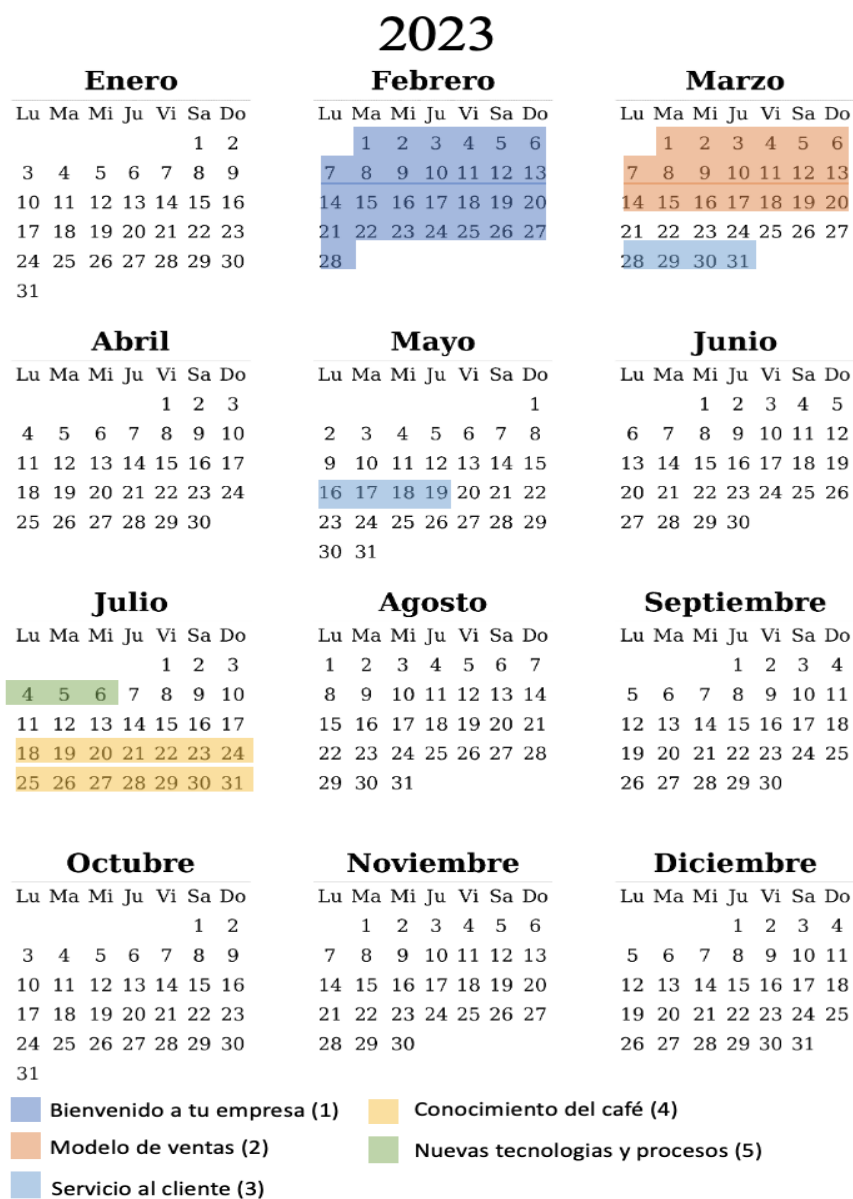 2023
Enero Febrero Marzo
Lu Ma Mi Ju Vi Sa Do Lu Ma Mi Ju Vi Sa Do Lu Ma Mi Ju Vi Sa Do
1 2 1 2 3 4 5 6 1 2 3 4 5 6
3 4 5 6 7 8 9 7 8 9 10 11 12 13 7 8 9 10 11 12 13
10 11 12 13 14 15 16 14 15 16 17 18 19 20 14 15 16 17 18 19 20
17 18 19 20 21 22 23 21 22 23 24 25 26 27 21 22 23 24 25 26 27
24 25 26 27 28 29 30 28 28 29 30 31
31
Abril Mayo Junio
Lu Ma Mi Ju Vi Sa Do Lu Ma Mi Ju Vi Sa Do Lu Ma Mi Ju Vi Sa Do
1 2 3 1 1 2 3 4 5
4 5 6 7 8 9 10 2 3 4 5 6 7 8 6 7 8 9 10 11 12
11 12 13 14 15 16 17 9 10 11 12 13 14 15 13 14 15 16 17 18 19
18 19 20 21 22 23 24 16 17 18 19 20 21 22 20 21 22 23 24 25 26
25 26 27 28 29 30 23 24 25 26 27 28 29 27 28 29 30
30 31
Julio Agosto Septiembre
Lu Ma Mi Ju Vi Sa Do Lu Ma Mi Ju Vi Sa Do Lu Ma Mi Ju Vi Sa Do
1 2 3 1 2 3 4 5 6 7 1 2 3 4
4 5 6 7 8 9 10 8 9 10 11 12 13 14 5 6 7 8 9 10 11
11 12 13 14 15 16 17 15 16 17 18 19 20 21 12 13 14 15 16 17 18
18 19 20 21 22 23 24 22 23 24 25 26 27 28 19 20 21 22 23 24 25
25 26 27 28 29 30 31 29 30 31 26 27 28 29 30
Octubre Noviembre Diciembre
Lu Ma Mi Ju Vi Sa Do Lu Ma Mi Ju Vi Sa Do Lu Ma Mi Ju Vi Sa Do
1 2 1 2 3 4 5 6 1 2 3 4
3 4 5 6 7 8 9 7 8 9 10 11 12 13 5 6 7 8 9 10 11
10 11 12 13 14 15 16 14 15 16 17 18 19 20 12 13 14 15 16 17 18
17 18 19 20 21 22 23 21 22 23 24 25 26 27 19 20 21 22 23 24 25
24 25 26 27 28 29 30 28 29 30 26 27 28 29 30 31
31
Bienvenido a tu empresa (1) Conocimiento del café (4)
Modelo de ventas (2) Nuevas tecnologias y procesos (5)
Servicio al cliente (3)